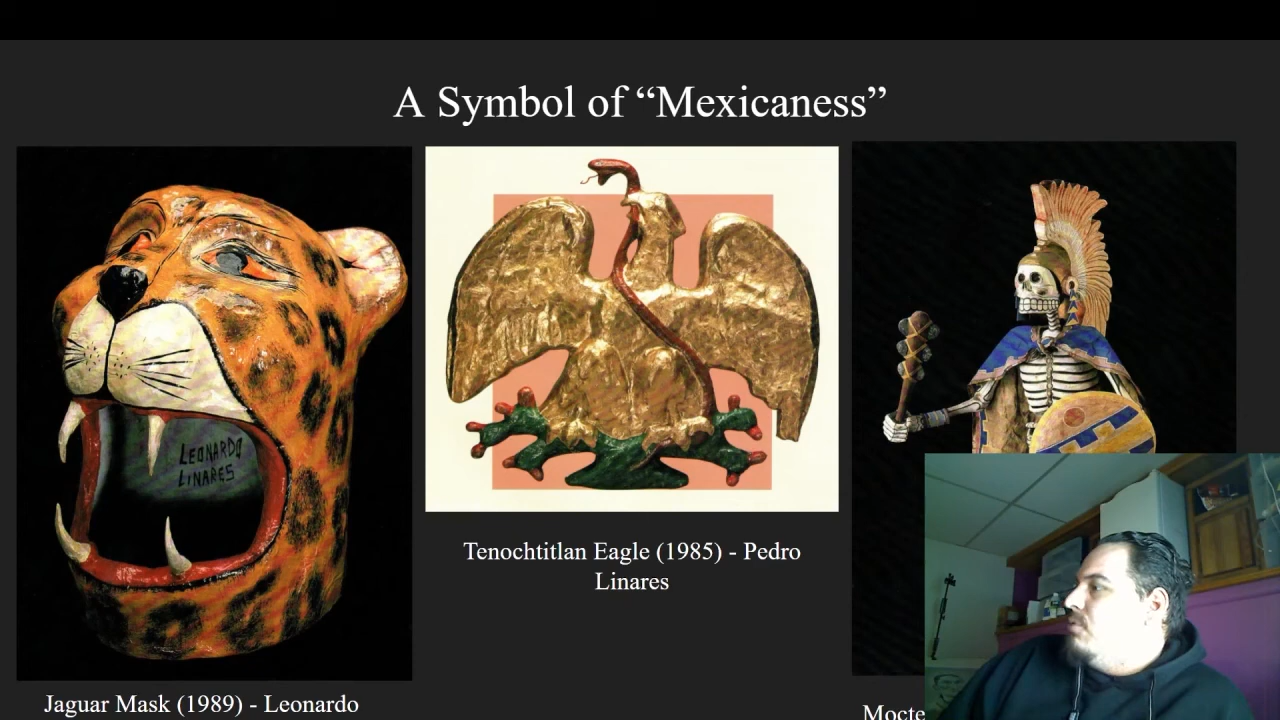 A Symbol of “Mexicaness”
LEONARDO
LINARES
Tenochtitlan Eagle (1985) - Pedro
Linares
Jaguar Mask (1989) - Leonardo